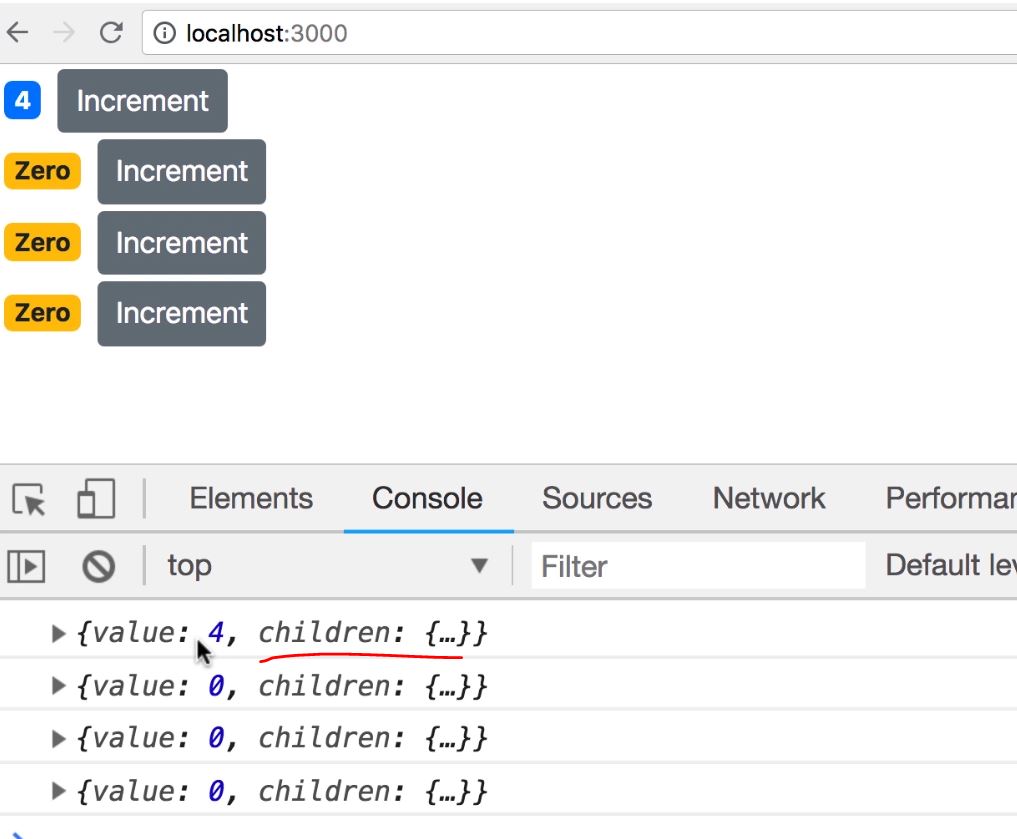 localhost:3000
4 Increment
Zero Increment
Zero Increment
Zero Increment
Elements Console Sources Network Performan
top Filter Default lev
{value: 4, children: {…}}
{value: 0, children: {…}}
{value: 0, children: {…}}
{value: 0, children: {…}}